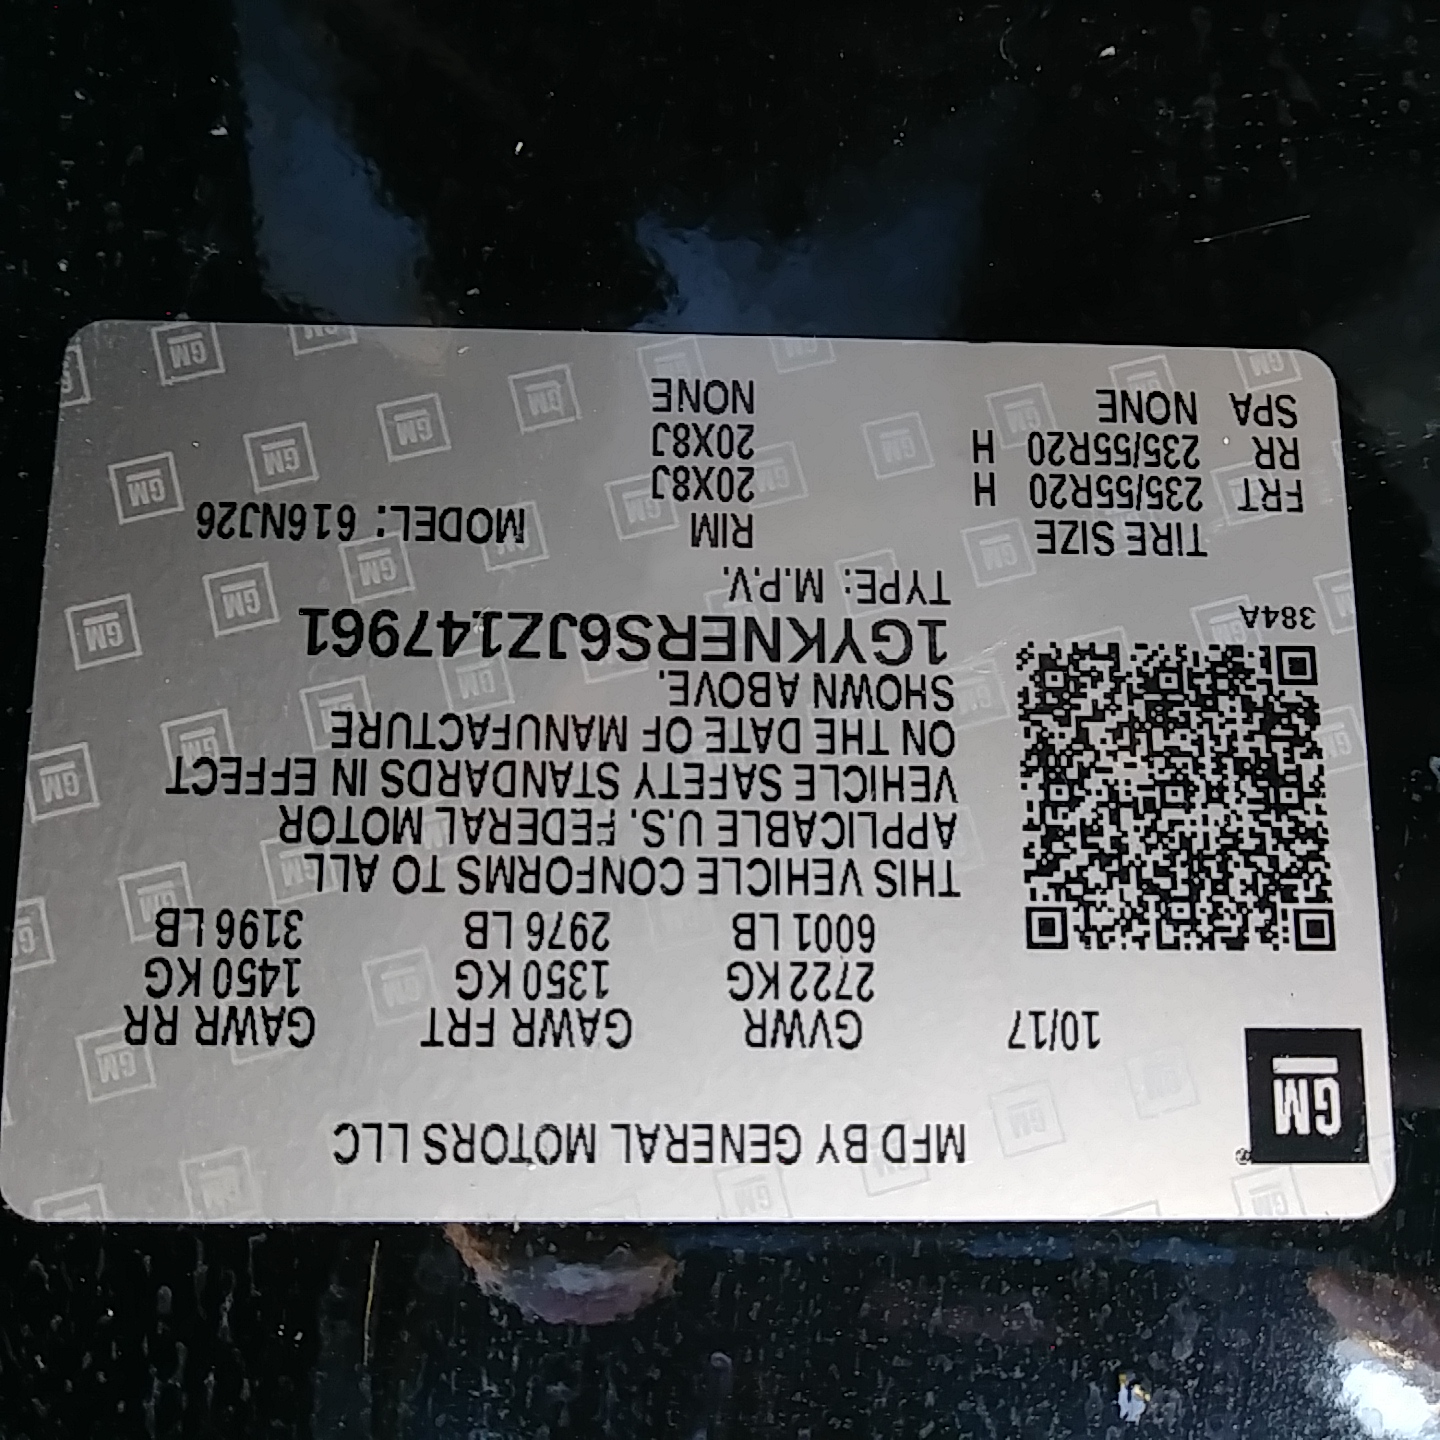 GM ®
MFD BY GENERAL MOTORS LLC
10/17 GVWR GAWR FRT GAWR RR
2722 KG 1350 KG 1450 KG
6001 LB 2976 LB 3196 LB
THIS VEHICLE CONFORMS TO ALL
APPLICABLE U.S. FEDERAL MOTOR
VEHICLE SAFETY STANDARDS IN EFFECT
ON THE DATE OF MANUFACTURE
SHOWN ABOVE.
1GYKNERS6JZ147961
384A
TYPE: M.P.V.
TIRE SIZE RIM MODEL: 616NJ26
FRT 235/55R20 H 20X8J
RR 235/55R20 H 20X8J
SPA NONE NONE